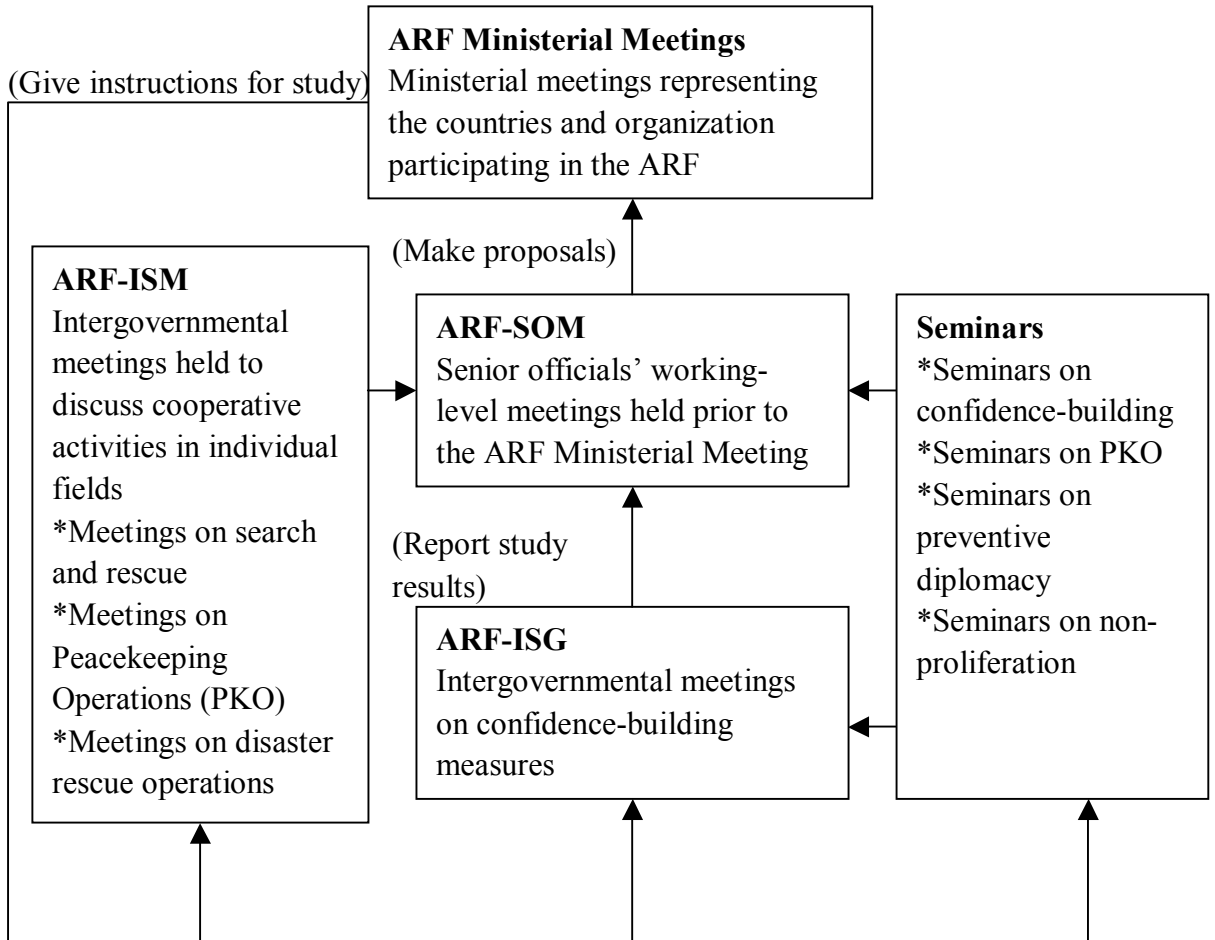 ARF Ministerial Meetings
Ministerial meetings representing
the countries and organization
participating in the ARF
(Give instructions for study)
(Make proposals)
ARF-ISM
Intergovernmental
meetings held to
discuss cooperative
activities in individual
fields
*Meetings on search
and rescue
*Meetings on
Peacekeeping
Operations (PKO)
*Meetings on disaster
rescue operations
ARF-SOM
Senior officials’ working-
level meetings held prior to
the ARF Ministerial Meeting
(Report study
results)
ARF-ISG
Intergovernmental meetings
on confidence-building
measures
Seminars
*Seminars on
confidence-building
*Seminars on PKO
*Seminars on
preventive
diplomacy
*Seminars on non-
proliferation